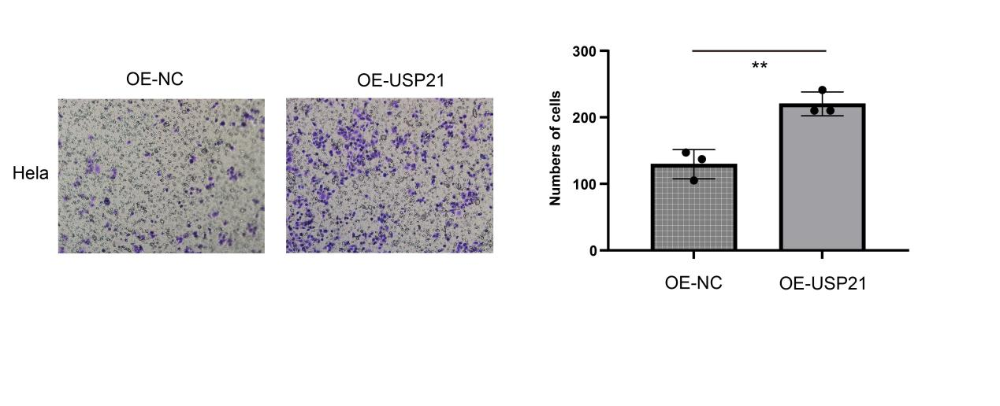 OE-NC
OE-USP21
Hela
Numbers of cells
300
200
100
0
**
OE-NC
OE-USP21